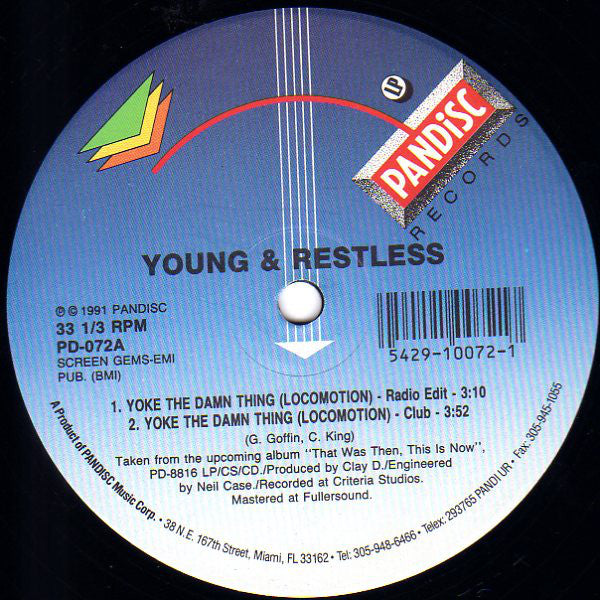 LP
PANDiSC
RECORDS
YOUNG & RESTLESS
℗ © 1991 PANDISC
33 1/3 RPM
PD-072A
SCREEN GEMS-EMI
PUB. (BMI)
5429-10072-1
1. YOKE THE DAMN THING (LOCOMOTION) - Radio Edit - 3:10
2. YOKE THE DAMN THING (LOCOMOTION) - Club - 3:52
(G. Goffin, C. King)
Taken from the upcoming album "That Was Then, This Is Now",
PD-8816 LP/CS/CD./Produced by Clay D./Engineered
by Neil Case./Recorded at Criteria Studios.
Mastered at Fullersound.
A Product of PANDISC Music Corp. • 38 N.E. 167th Street, Miami, FL 33162 • Tel: 305-948-6466 • Telex: 293765 PANDI UR • Fax: 305-945-1055